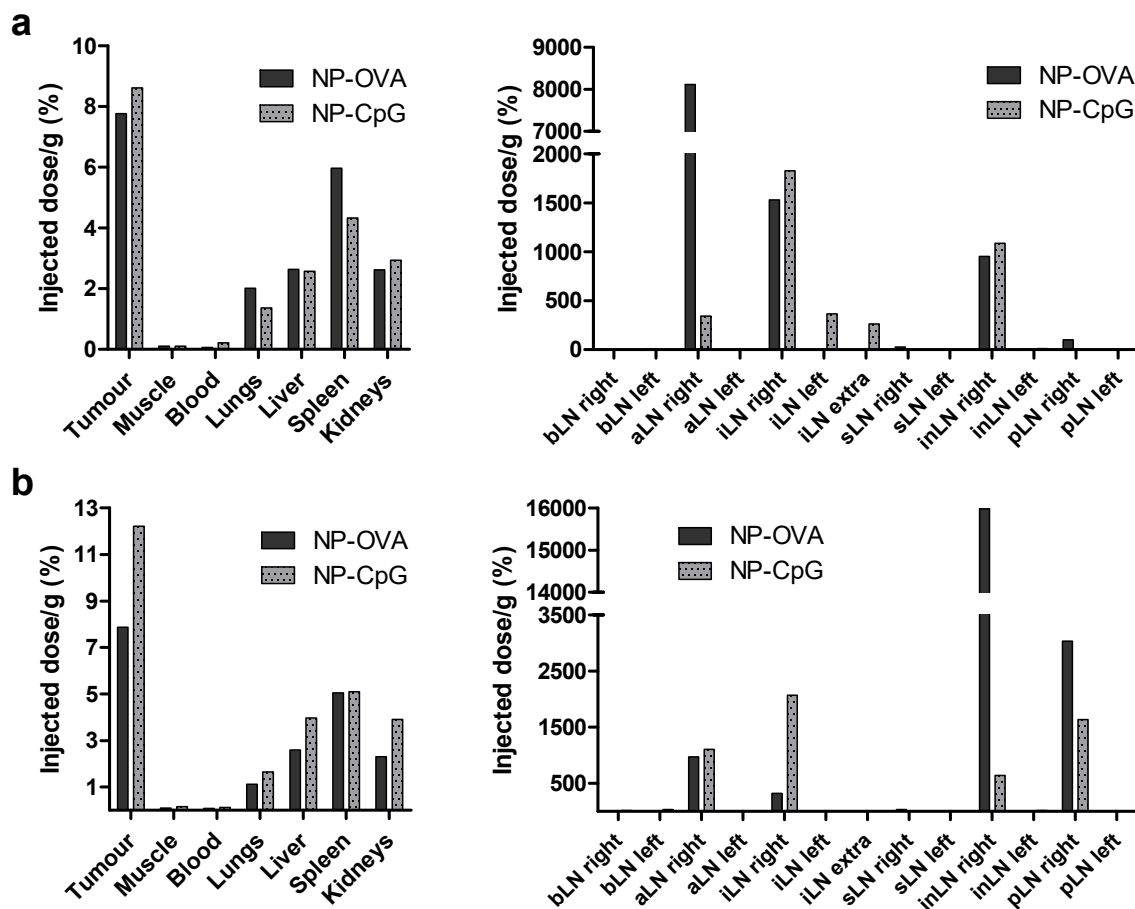 a
Injected dose/g (%)
10
8
6
4
2
0
NP-OVA
NP-CpG
Tumour
Muscle
Blood
Lungs
Liver
Spleen
Kidneys
Injected dose/g (%)
9000
8000
7000
2000
1500
1000
500
0
NP-OVA
NP-CpG
bLN right
bLN left
aLN right
aLN left
iLN right
iLN left
iLN extra
sLN right
sLN left
inLN right
inLN left
pLN right
pLN left
b
Injected dose/g (%)
13
11
9
7
5
3
1
NP-OVA
NP-CpG
Tumour
Muscle
Blood
Lungs
Liver
Spleen
Kidneys
Injected dose/g (%)
16000
15000
14000
3500
2500
1500
500
NP-OVA
NP-CpG
bLN right
bLN left
aLN right
aLN left
iLN right
iLN left
iLN extra
sLN right
sLN left
inLN right
inLN left
pLN right
pLN left